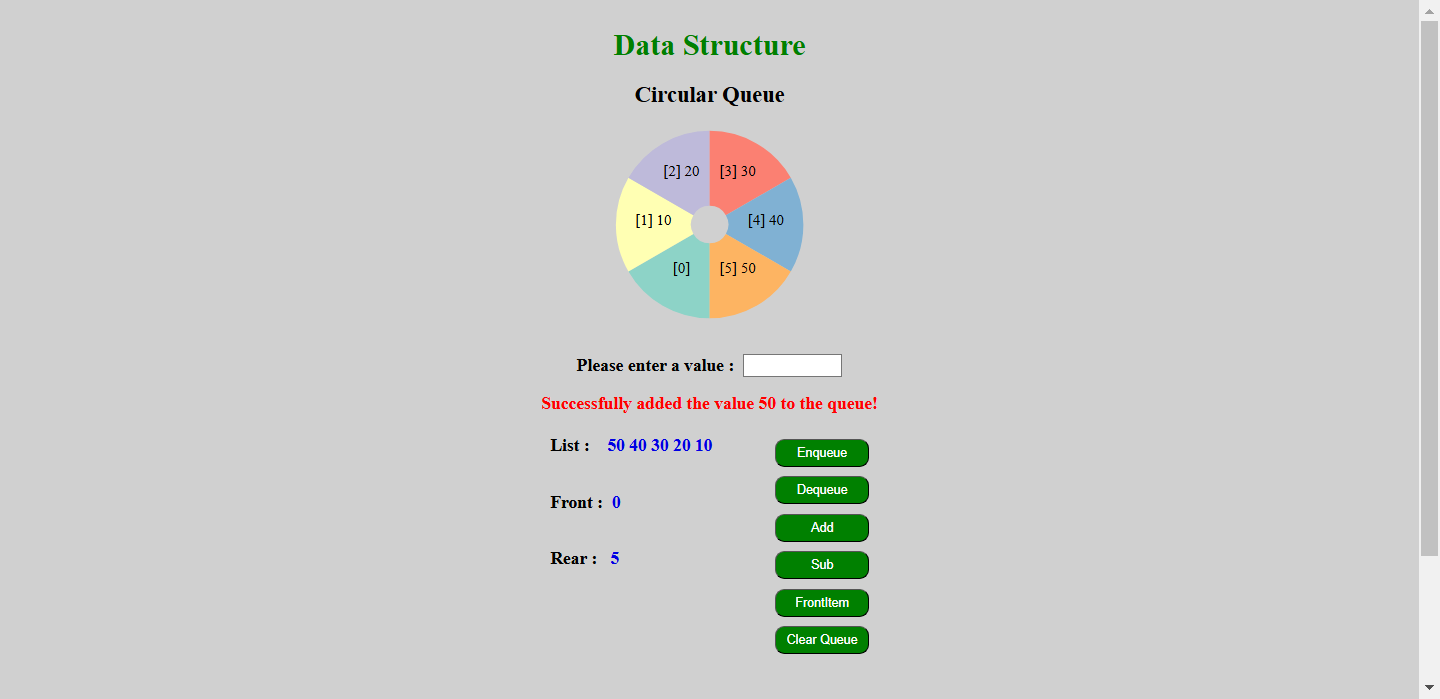 Data Structure
Circular Queue
[2] 20 [3] 30
[1] 10 [4] 40
[0] [5] 50
Please enter a value :
Successfully added the value 50 to the queue!
List : 50 40 30 20 10
Front : 0
Rear : 5
Enqueue
Dequeue
Add
Sub
FrontItem
Clear Queue